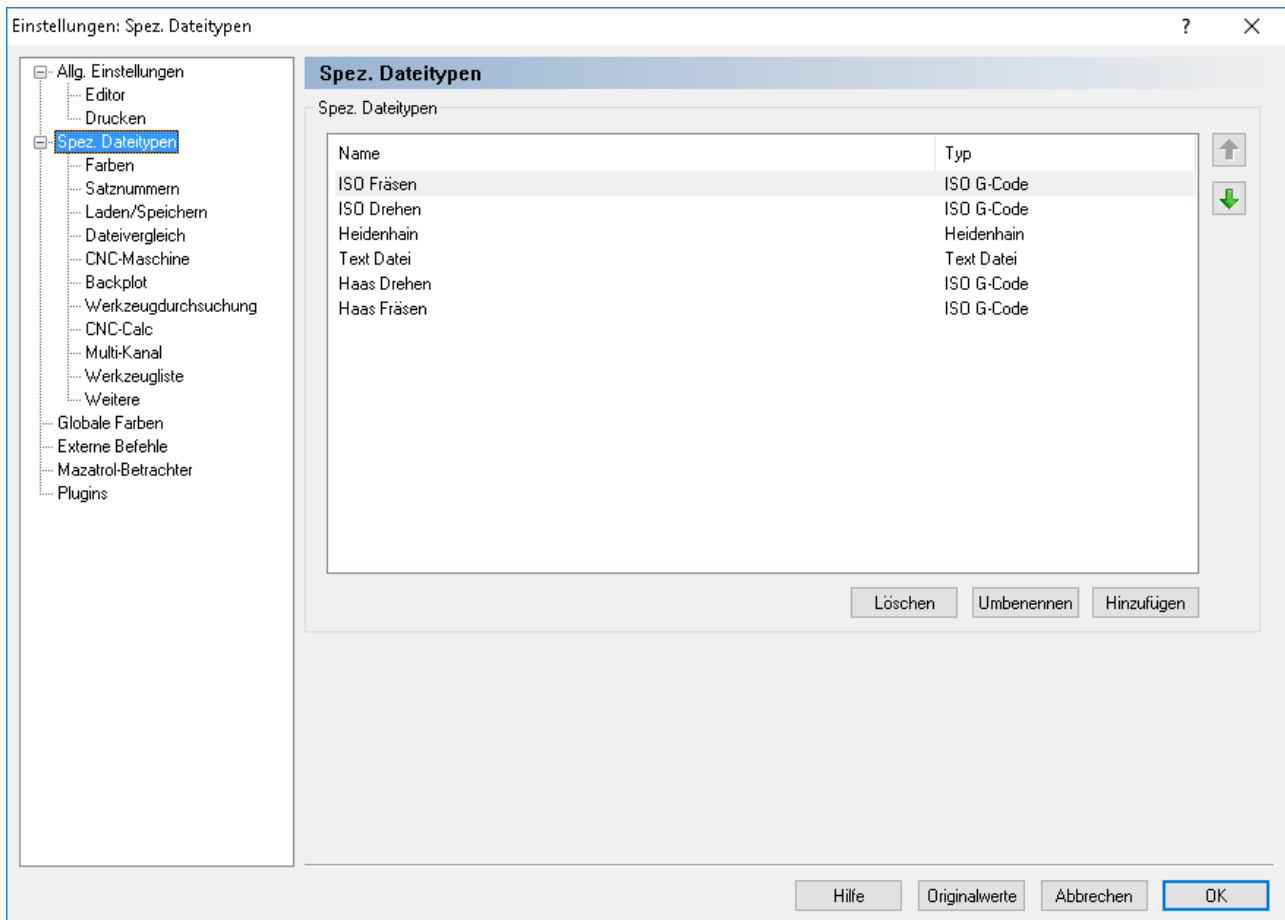 Einstellungen: Spez. Dateitypen
Allg. Einstellungen
Editor
Drucken
Spez. Dateitypen
Farben
Satznummern
Laden/Speichern
Dateivergleich
CNC-Maschine
Backplot
Werkzeugdurchsuchung
CNC-Calc
Multi-Kanal
Werkzeugliste
Weitere
Globale Farben
Externe Befehle
Mazatrol-Betrachter
Plugins
Spez. Dateitypen
Spez. Dateitypen
Name Typ
ISO Fräsen ISO G-Code
ISO Drehen ISO G-Code
Heidenhain Heidenhain
Text Datei Text Datei
Haas Drehen ISO G-Code
Haas Fräsen ISO G-Code
Löschen Umbenennen Hinzufügen
Hilfe Originalwerte Abbrechen OK